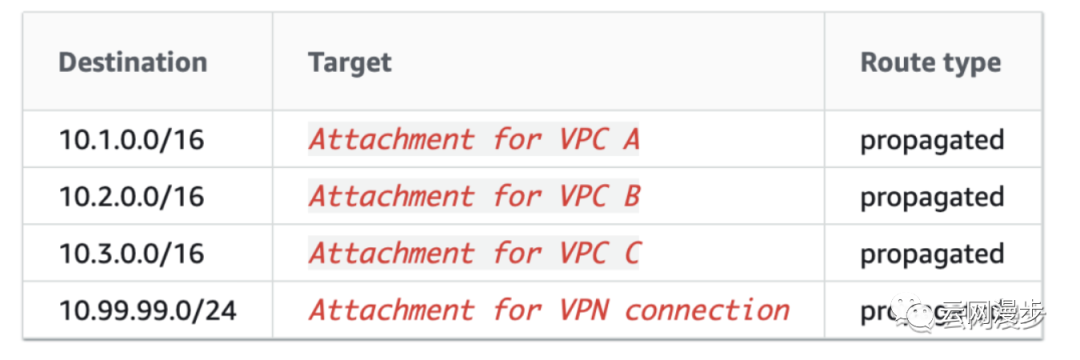 Destination Target Route type
10.1.0.0/16 Attachment for VPC A propagated
10.2.0.0/16 Attachment for VPC B propagated
10.3.0.0/16 Attachment for VPC C propagated
10.99.99.0/24 Attachment for VPN connection propagated
云网漫步